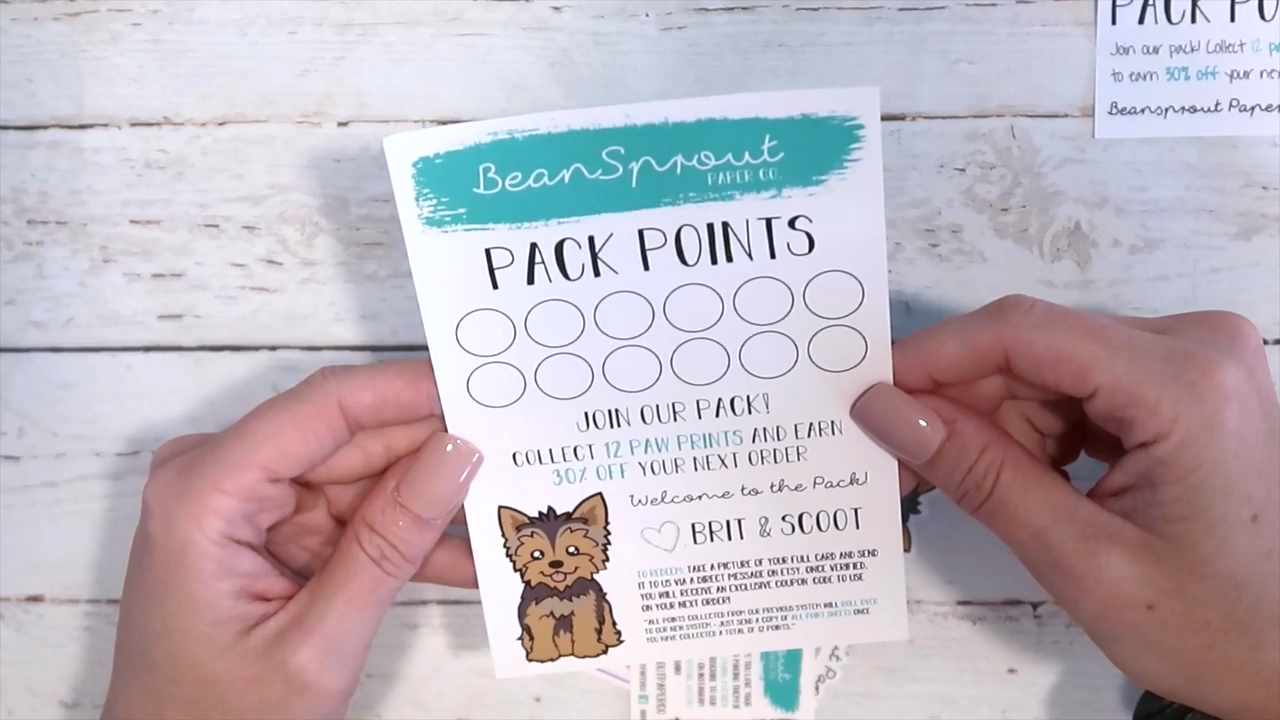 BeanSprout
PAPER CO.
PACK POINTS
JOIN OUR PACK!
COLLECT 12 PAW PRINTS AND EARN
30% OFF YOUR NEXT ORDER
Welcome to the Pack!
BRIT & SCOOT
TO REDEEM: TAKE A PICTURE OF YOUR FULL CARD AND SEND
IT TO US VIA A DIRECT MESSAGE ON ETSY. ONCE VERIFIED,
YOU WILL RECEIVE AN EXCLUSIVE COUPON CODE TO USE
ON YOUR NEXT ORDER!
*ALL POINTS COLLECTED FROM OUR PREVIOUS SYSTEM WILL ROLL OVER
TO OUR NEW SYSTEM - JUST SEND A COPY OF ALL POINT SHEETS ONCE
YOU HAVE COLLECTED A TOTAL OF 12 POINTS.*
PACK PO
Join our pack! Collect 12 pa
to earn 30% off your nex
Beansprout Paper